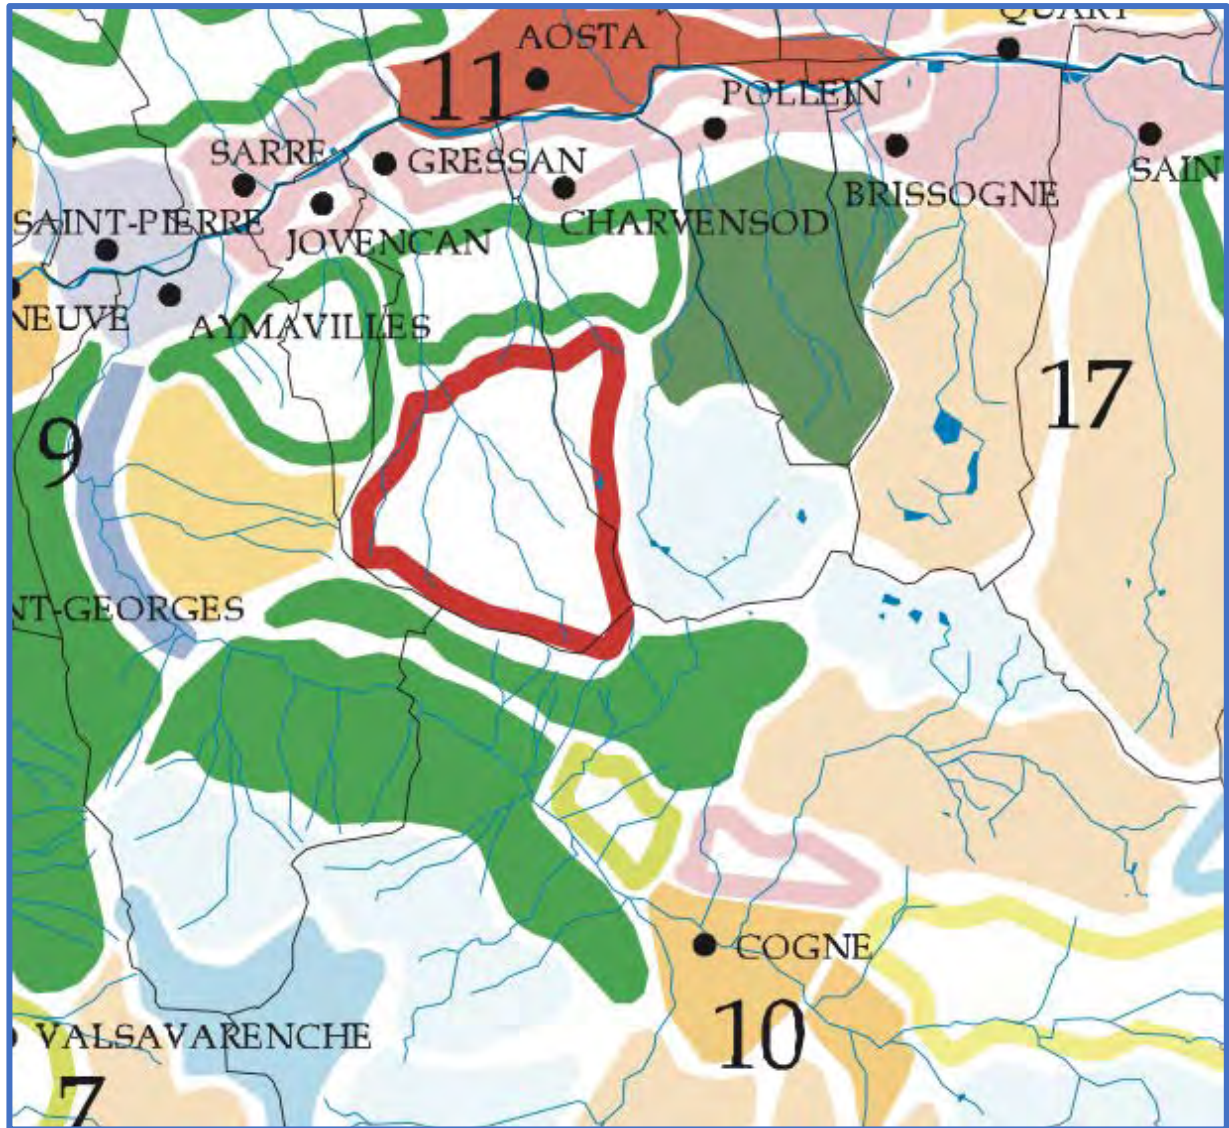 QUART
AOSTA
11
POLLEIN
SARRE
GRESSAN
SAIN
BRISSOGNE
SAINT-PIERRE
CHARVENSOD
JOVENCAN
NEUVE
AYMAVILLES
17
9
NT-GEORGES
COGNE
10
VALSAVARENCHE
7